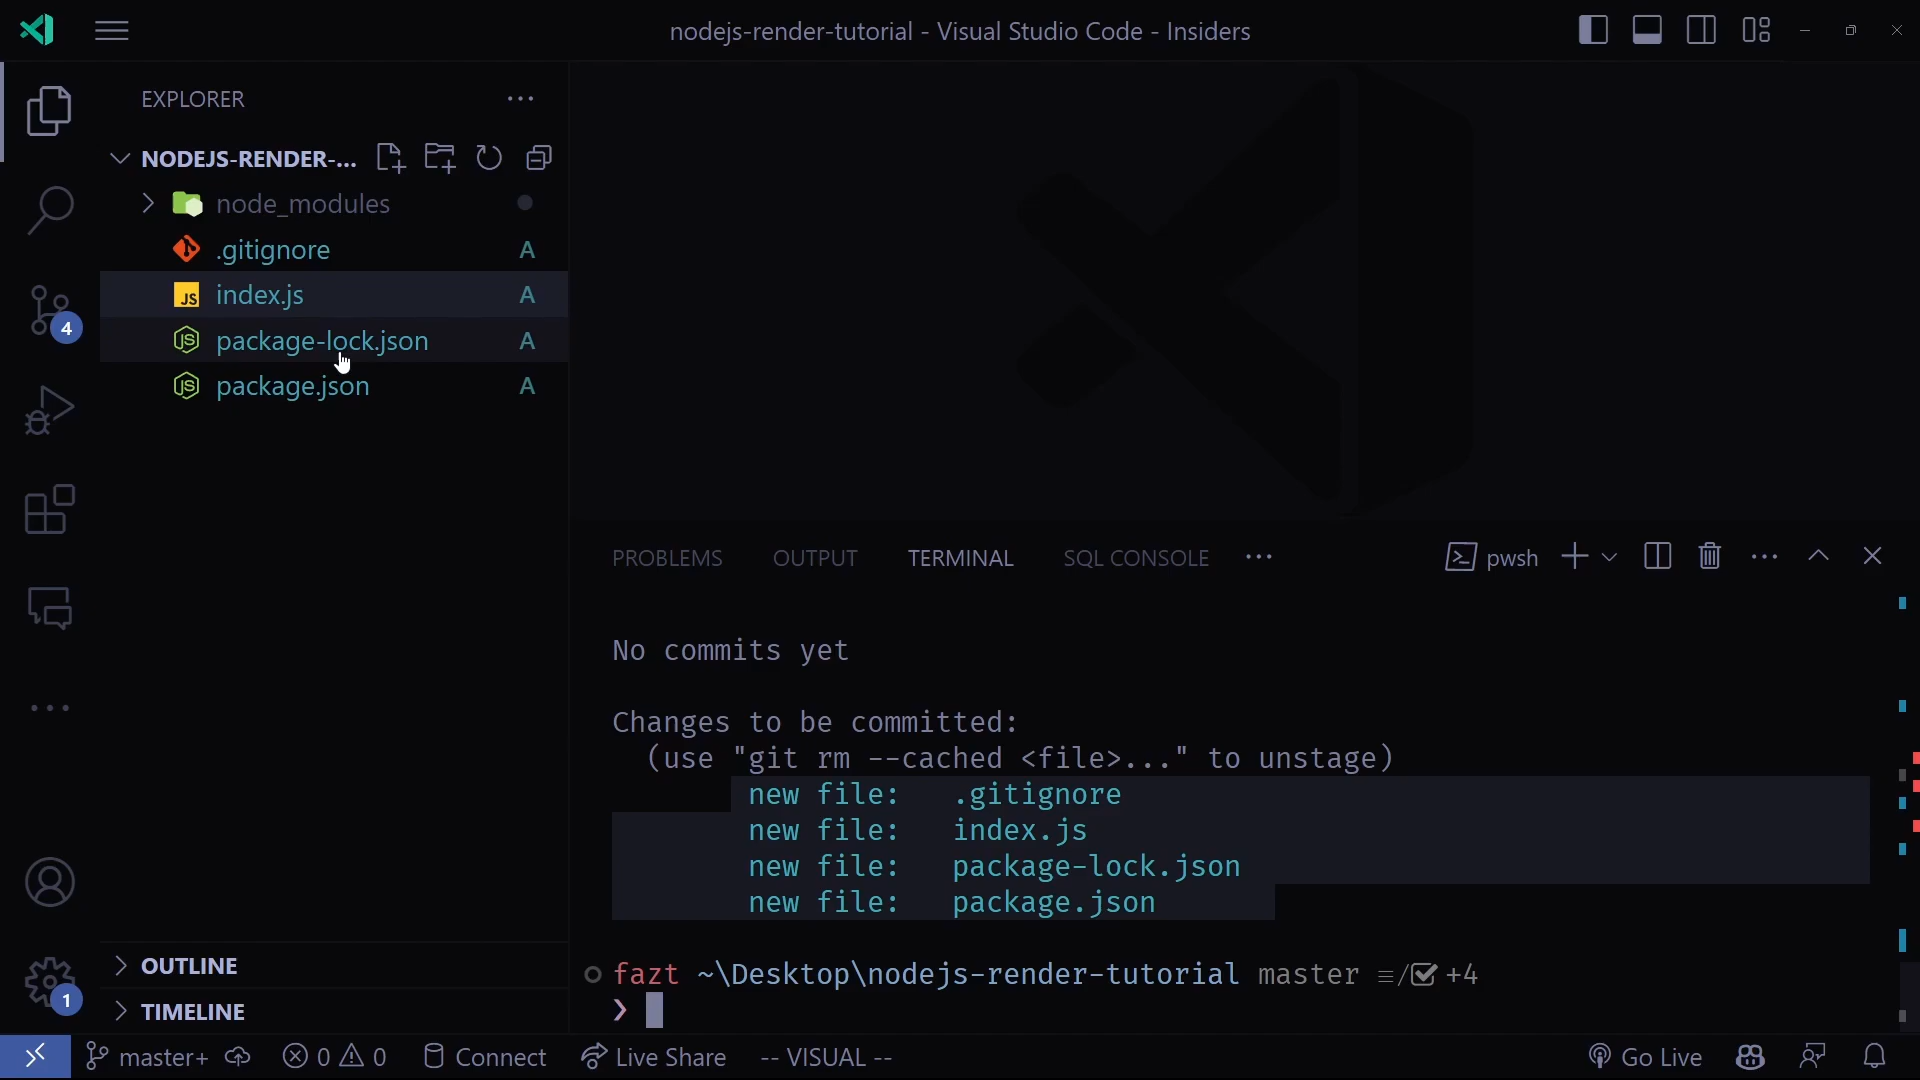 nodejs-render-tutorial - Visual Studio Code - Insiders
EXPLORER
NODEJS-RENDER-...
node_modules
.gitignore A
index.js A
package-lock.json A
package.json A
4
OUTLINE
1
TIMELINE
PROBLEMS OUTPUT TERMINAL SQL CONSOLE pwsh
No commits yet
Changes to be committed:
(use "git rm --cached <file>..." to unstage)
new file: .gitignore
new file: index.js
new file: package-lock.json
new file: package.json
fazt ~\Desktop\nodejs-render-tutorial master ≡/☑ +4
❯
master+ 0 0 Connect Live Share -- VISUAL -- Go Live